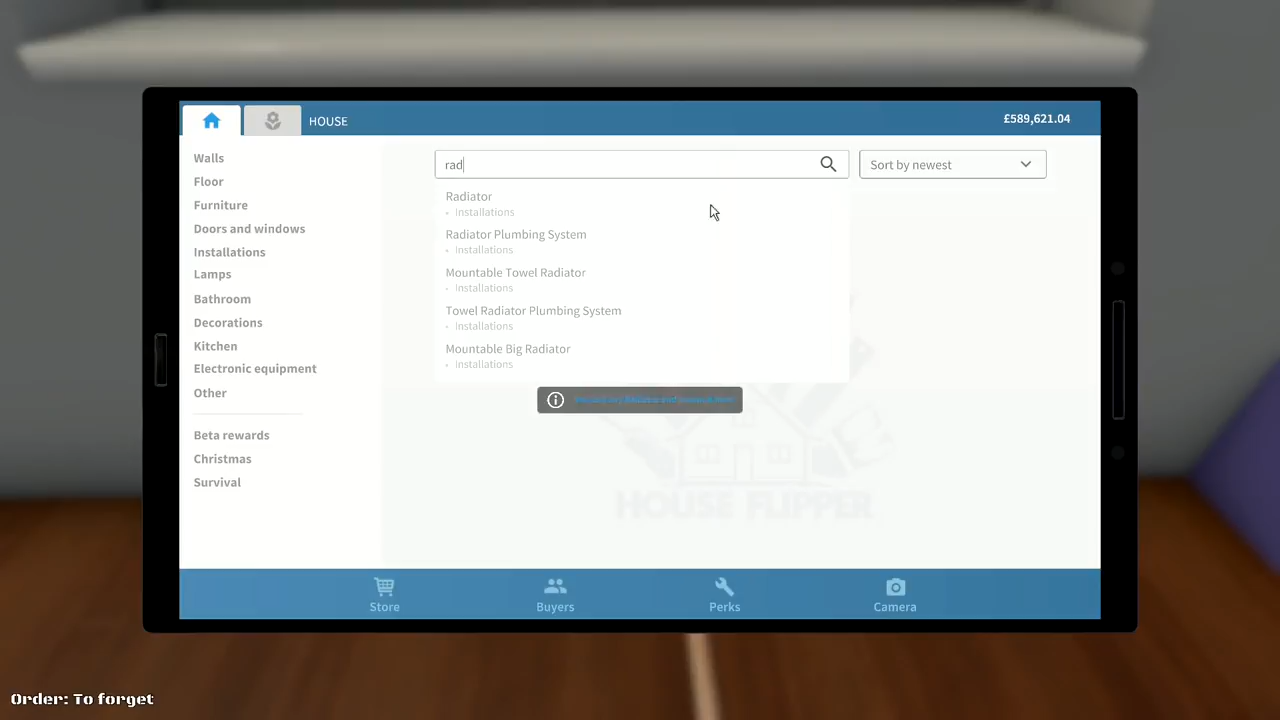 HOUSE
£589,621.04
Walls
Floor
Furniture
Doors and windows
Installations
Lamps
Bathroom
Decorations
Kitchen
Electronic equipment
Other
Beta rewards
Christmas
Survival
rad
Sort by newest
Radiator
• Installations
Radiator Plumbing System
• Installations
Mountable Towel Radiator
• Installations
Towel Radiator Plumbing System
• Installations
Mountable Big Radiator
• Installations
HOUSE FLIPPER
Store
Buyers
Perks
Camera
Order: To forget